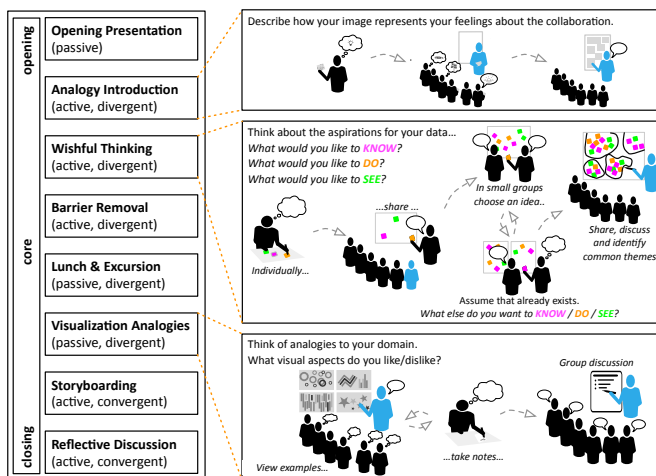 opening
core
closing
Opening Presentation
(passive)
Analogy Introduction
(active, divergent)
Wishful Thinking
(active, divergent)
Barrier Removal
(active, divergent)
Lunch & Excursion
(passive, divergent)
Visualization Analogies
(passive, divergent)
Storyboarding
(active, convergent)
Reflective Discussion
(active, convergent)
Describe how your image represents your feelings about the collaboration.
Think about the aspirations for your data...
What would you like to KNOW?
What would you like to DO?
What would you like to SEE?
Individually...
...share ...
In small groups
choose an idea..
Assume that already exists.
What else do you want to KNOW / DO / SEE?
Share, discuss
and identify
common themes.
Think of analogies to your domain.
What visual aspects do you like/dislike?
View examples...
...take notes...
Group discussion